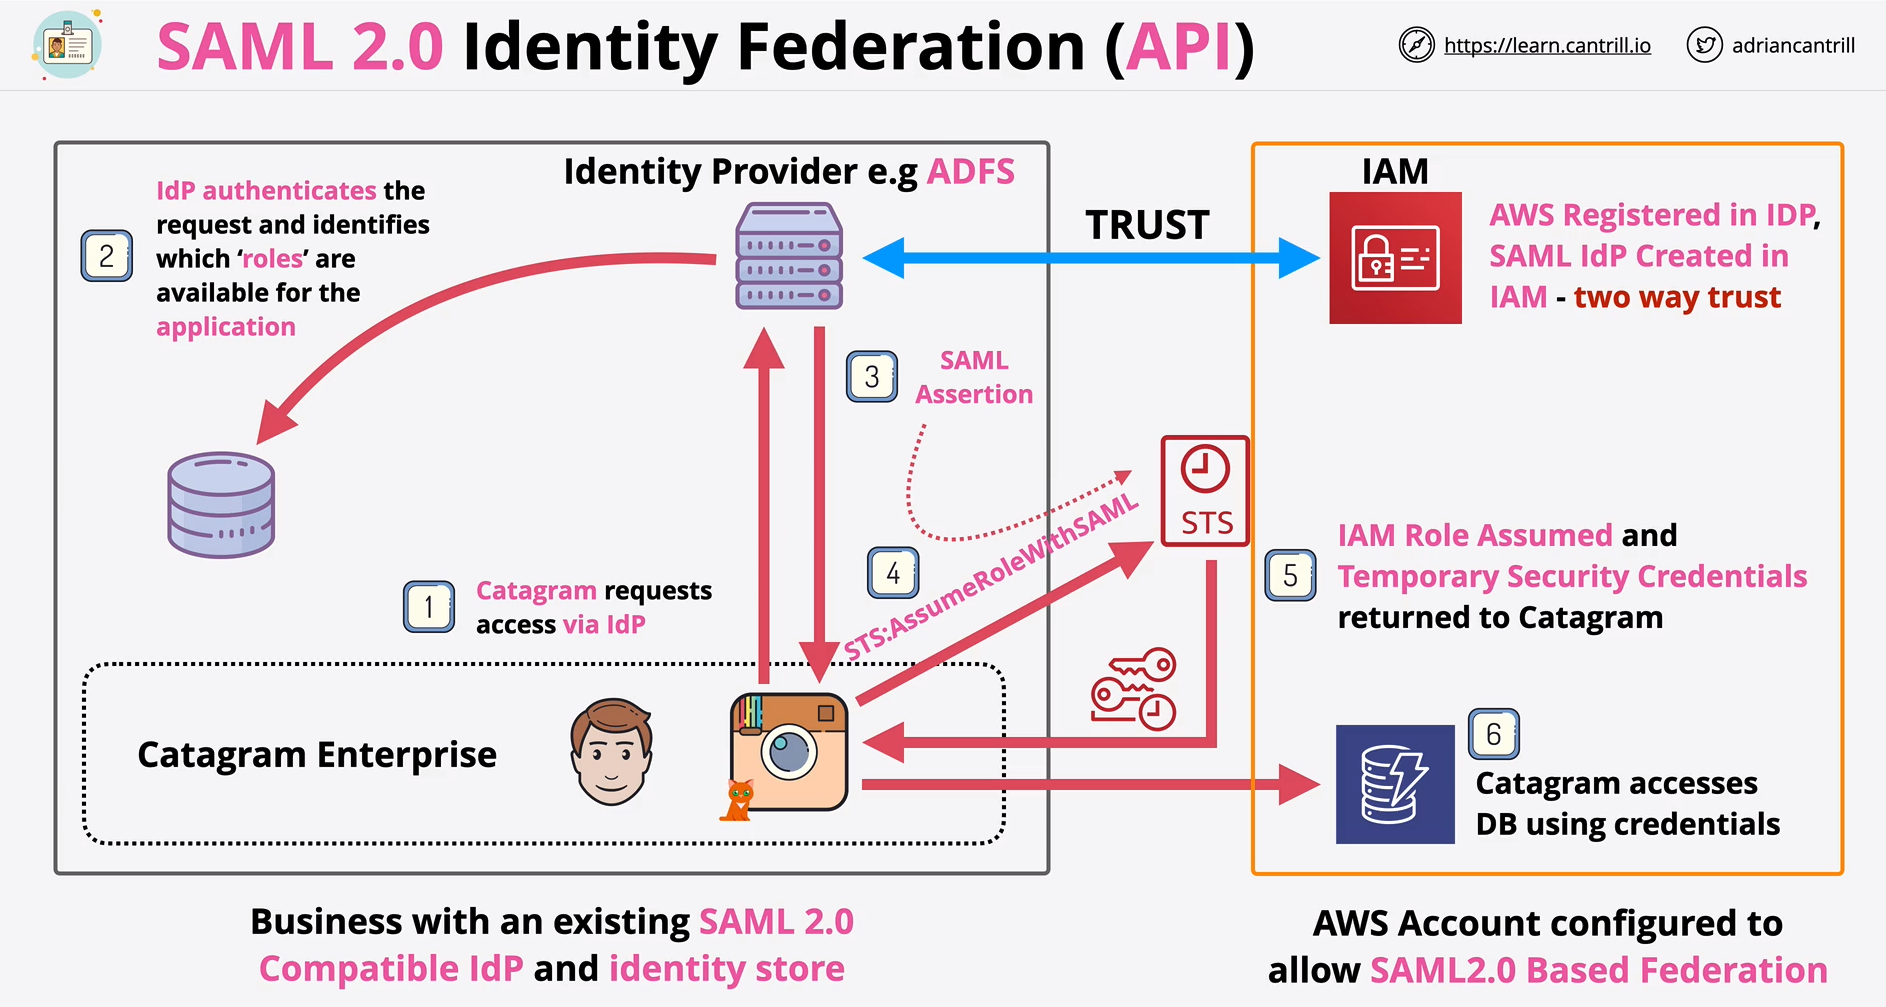 SAML 2.0 Identity Federation (API)
https://learn.cantrill.io
adriancantrill
2
IdP authenticates the
request and identifies
which ‘roles’ are
available for the
application
Identity Provider e.g ADFS
TRUST
IAM
AWS Registered in IDP,
SAML IdP Created in
IAM - two way trust
3
SAML
Assertion
STS
4
STS:AssumeRoleWithSAML
5
IAM Role Assumed and
Temporary Security Credentials
returned to Catagram
1
Catagram requests
access via IdP
Catagram Enterprise
6
Catagram accesses
DB using credentials
Business with an existing SAML 2.0
Compatible IdP and identity store
AWS Account configured to
allow SAML2.0 Based Federation